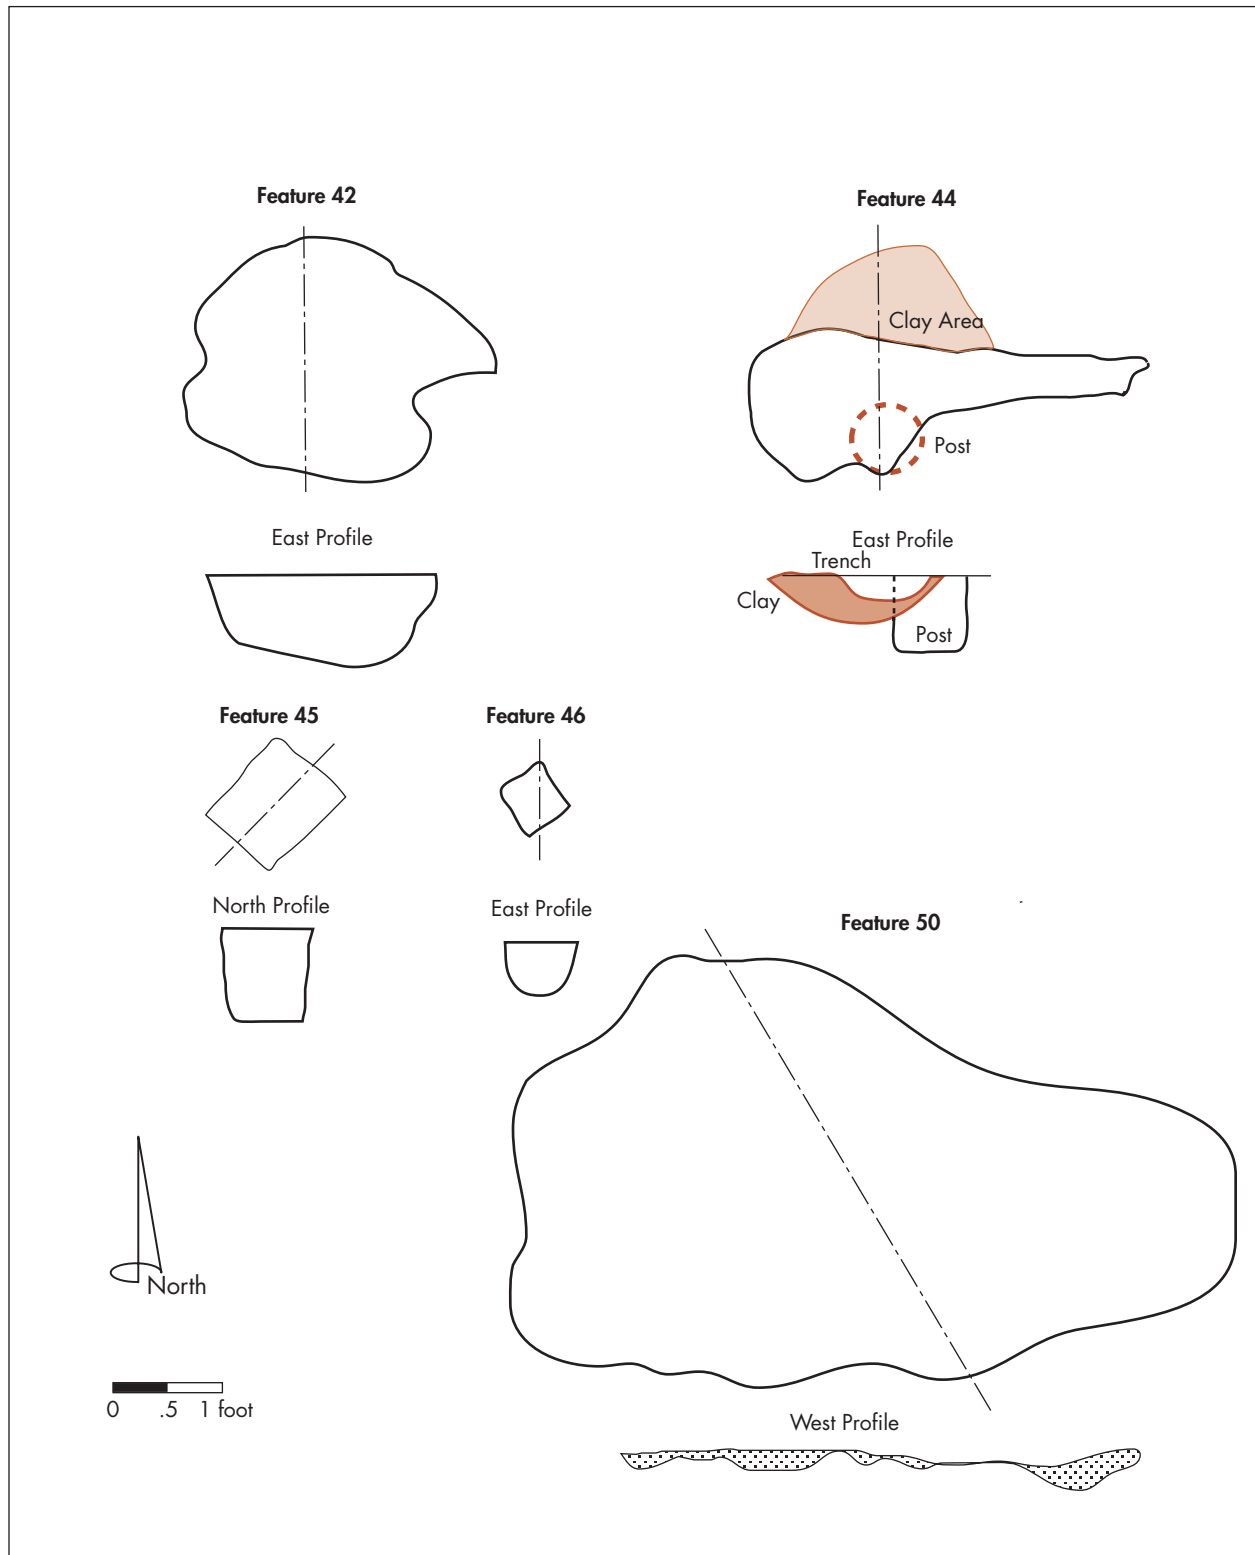 Feature 42
Feature 44
Clay Area
Post
East Profile
East Profile
Trench
Clay
Post
Feature 45
Feature 46
North Profile
East Profile
Feature 50
North
0 .5 1 foot
West Profile